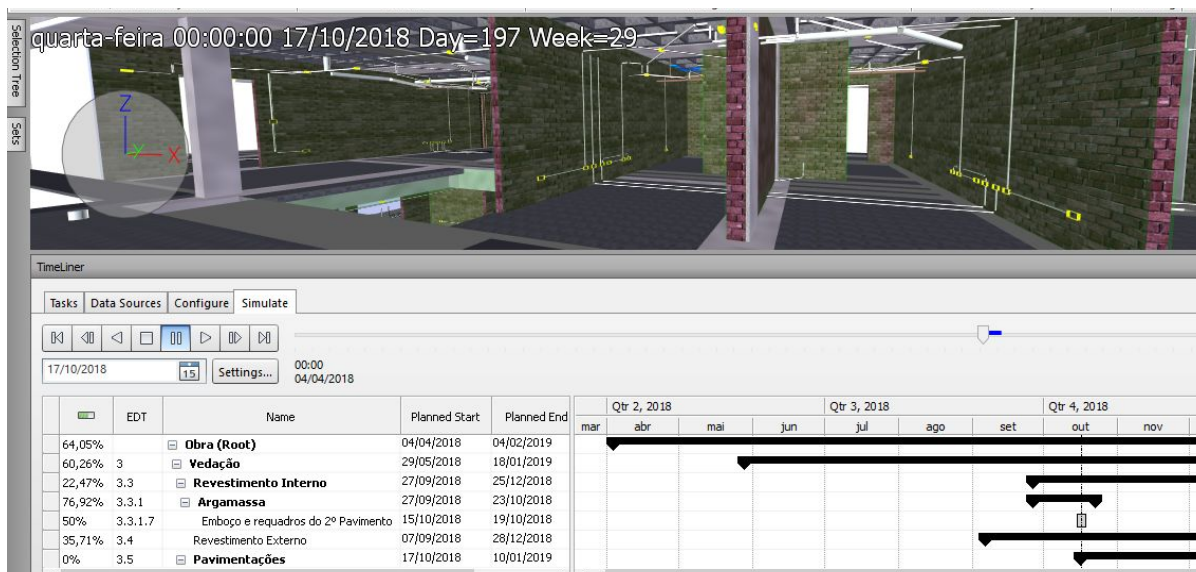 Selection Tree
Sets
quarta-feira 00:00:00 17/10/2018 Day=197 Week=29
Z
Y
X
TimeLiner
Tasks Data Sources Configure Simulate
17/10/2018 15 Settings... 00:00
04/04/2018
EDT Name Planned Start Planned End
Qtr 2, 2018 Qtr 3, 2018 Qtr 4, 2018
mar abr mai jun jul ago set out nov
64,05% Obra (Root) 04/04/2018 04/02/2019
60,26% 3 Vedação 29/05/2018 18/01/2019
22,47% 3.3 Revestimento Interno 27/09/2018 25/12/2018
76,92% 3.3.1 Argamassa 27/09/2018 23/10/2018
50% 3.3.1.7 Emboço e requadros do 2º Pavimento 15/10/2018 19/10/2018
35,71% 3.4 Revestimento Externo 07/09/2018 28/12/2018
0% 3.5 Pavimentações 17/10/2018 10/01/2019